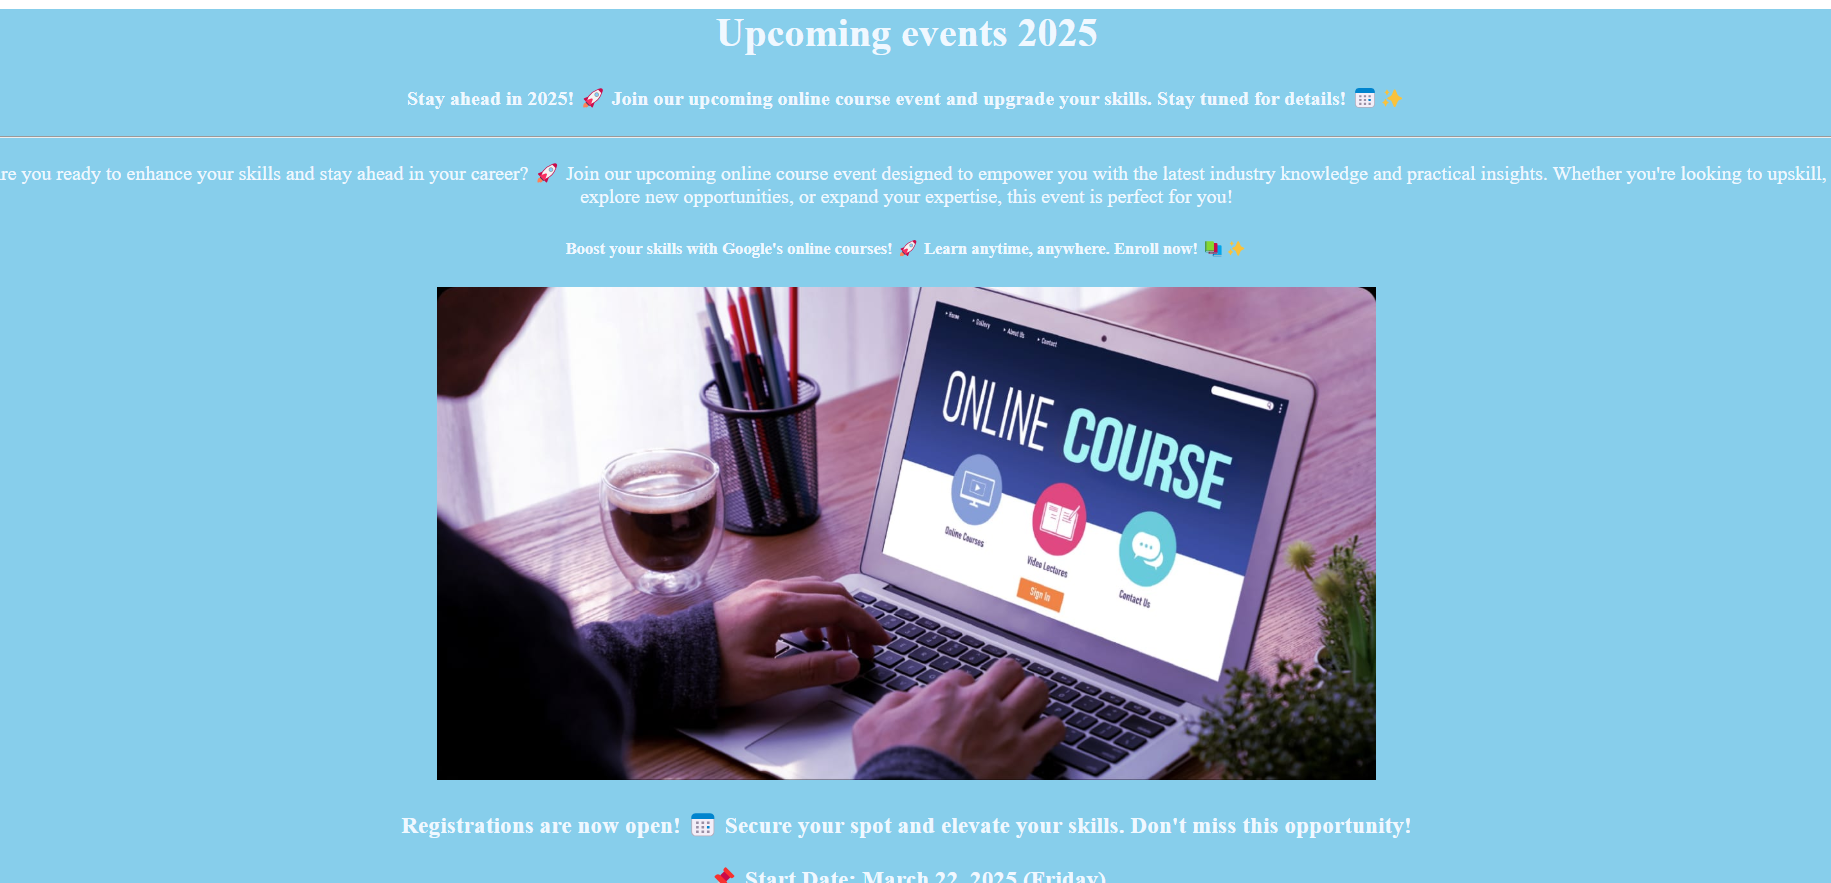 Upcoming events 2025
Stay ahead in 2025! 🚀 Join our upcoming online course event and upgrade your skills. Stay tuned for details! 📅 ✨
re you ready to enhance your skills and stay ahead in your career? 🚀 Join our upcoming online course event designed to empower you with the latest industry knowledge and practical insights. Whether you're looking to upskill,
explore new opportunities, or expand your expertise, this event is perfect for you!
Boost your skills with Google's online courses! 🚀 Learn anytime, anywhere. Enroll now! 📚 ✨
Home Gallery About Us Contact
ONLINE COURSE
Online Courses
Video Lectures
Contact Us
Sign In
Registrations are now open! 📅 Secure your spot and elevate your skills. Don't miss this opportunity!
📌 Start Date: March 22, 2025 (Friday)